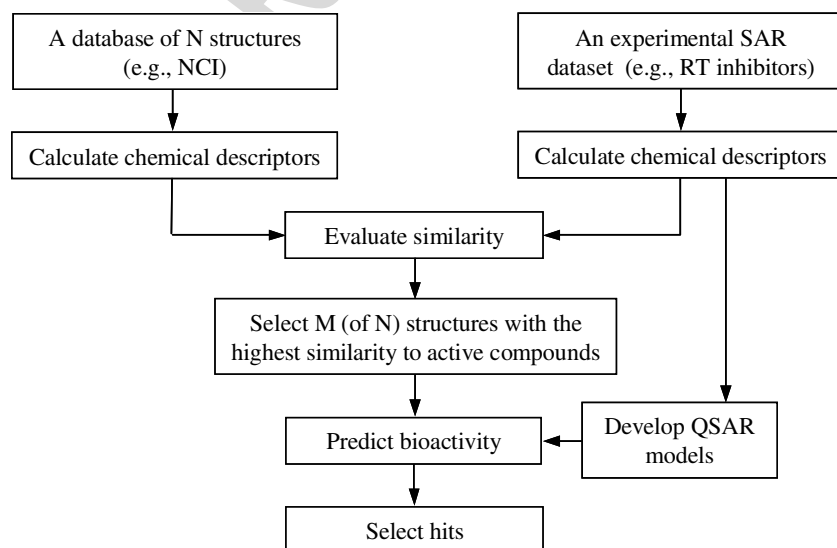 A database of N structures
(e.g., NCI)
An experimental SAR
dataset (e.g., RT inhibitors)
Calculate chemical descriptors
Calculate chemical descriptors
Evaluate similarity
Select M (of N) structures with the
highest similarity to active compounds
Predict bioactivity
Develop QSAR
models
Select hits